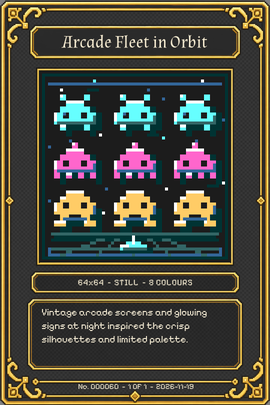 Arcade Fleet in Orbit
64x64 - STILL - 8 COLOURS
Vintage arcade screens and glowing
signs at night inspired the crisp
silhouettes and limited palette.
No. 000060 - 1 OF 1 - 2026-11-19